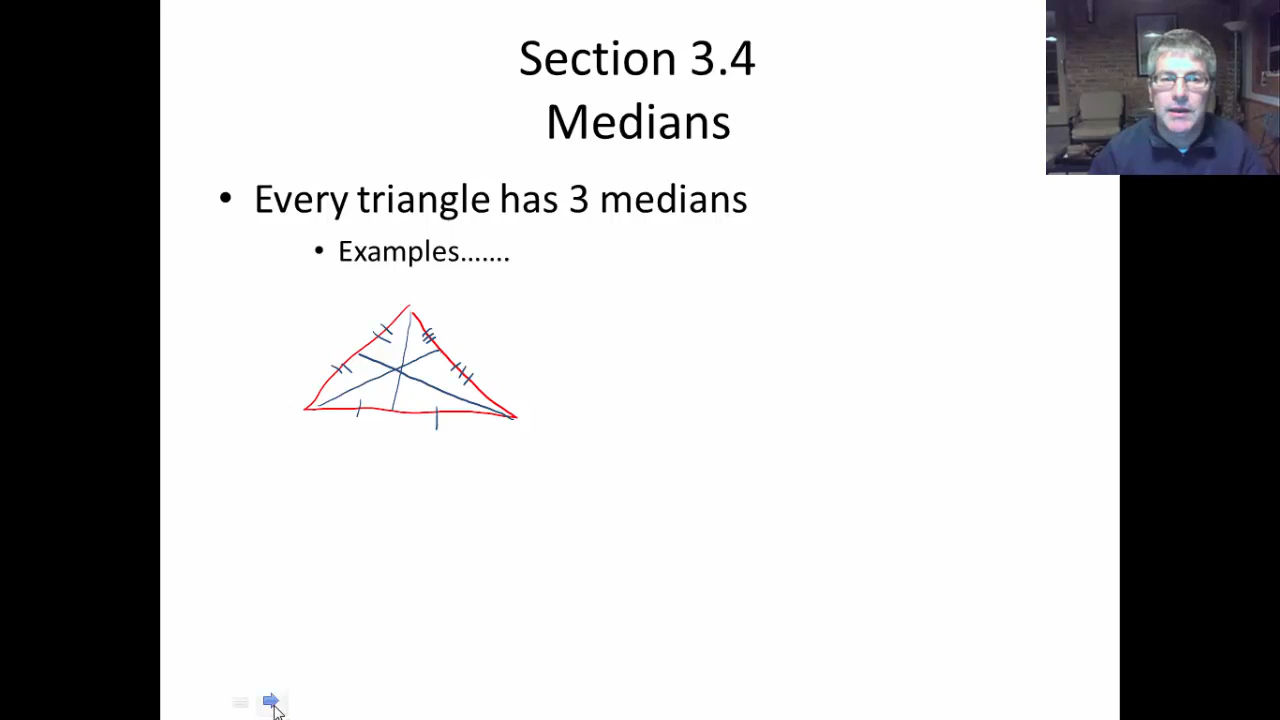 Section 3.4
Medians
• Every triangle has 3 medians
• Examples.......